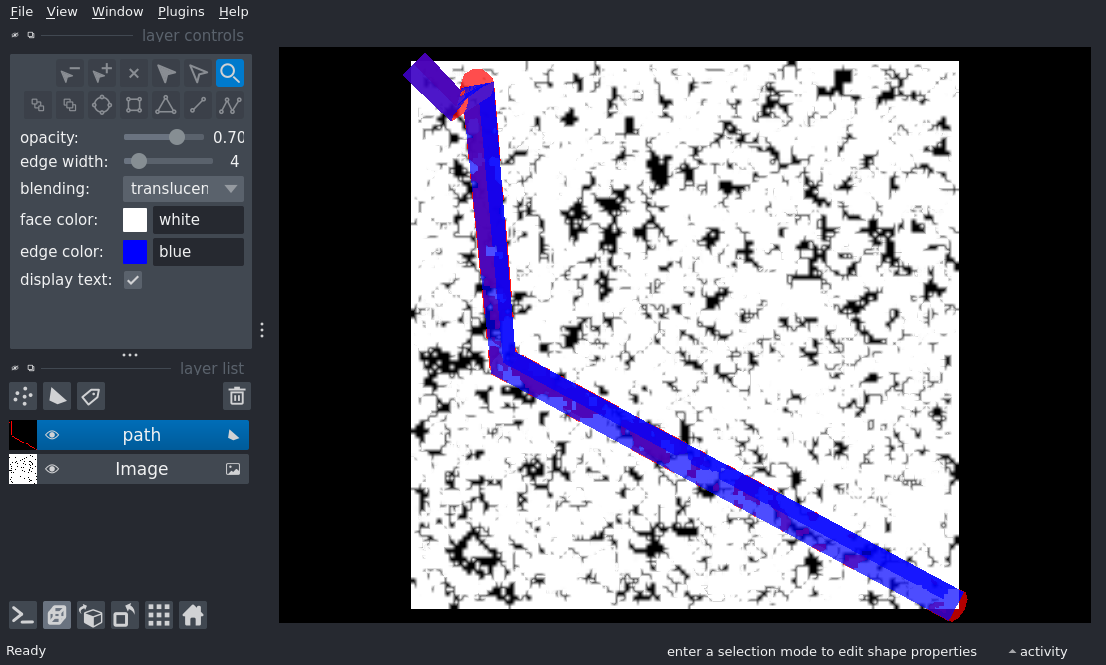 File View Window Plugins Help
layer controls
opacity: 0.70
edge width: 4
blending: translucen
face color: white
edge color: blue
display text:
layer list
path
Image
Ready
enter a selection mode to edit shape properties
activity